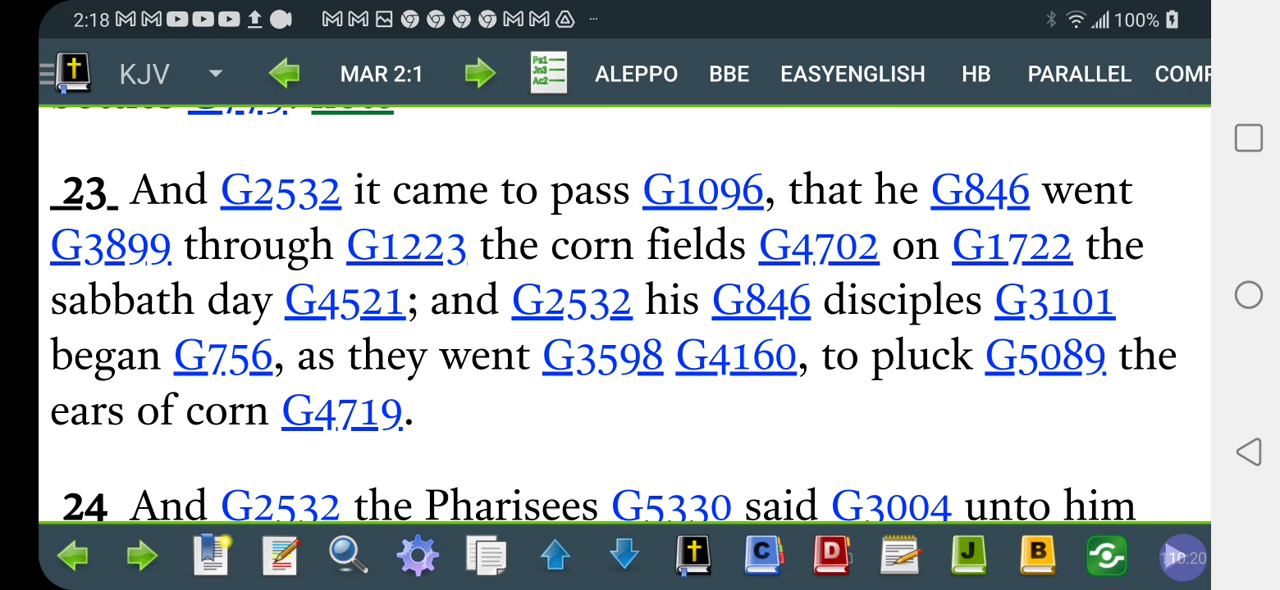 2:18 100%
KJV MAR 2:1 ALEPPO BBE EASYENGLISH HB PARALLEL
23 And G2532 it came to pass G1096, that he G846 went
G3899 through G1223 the corn fields G4702 on G1722 the
sabbath day G4521; and G2532 his G846 disciples G3101
began G756, as they went G3598 G4160, to pluck G5089 the
ears of corn G4719.
24 And G2532 the Pharisees G5330 said G3004 unto him
C D J B 10:20